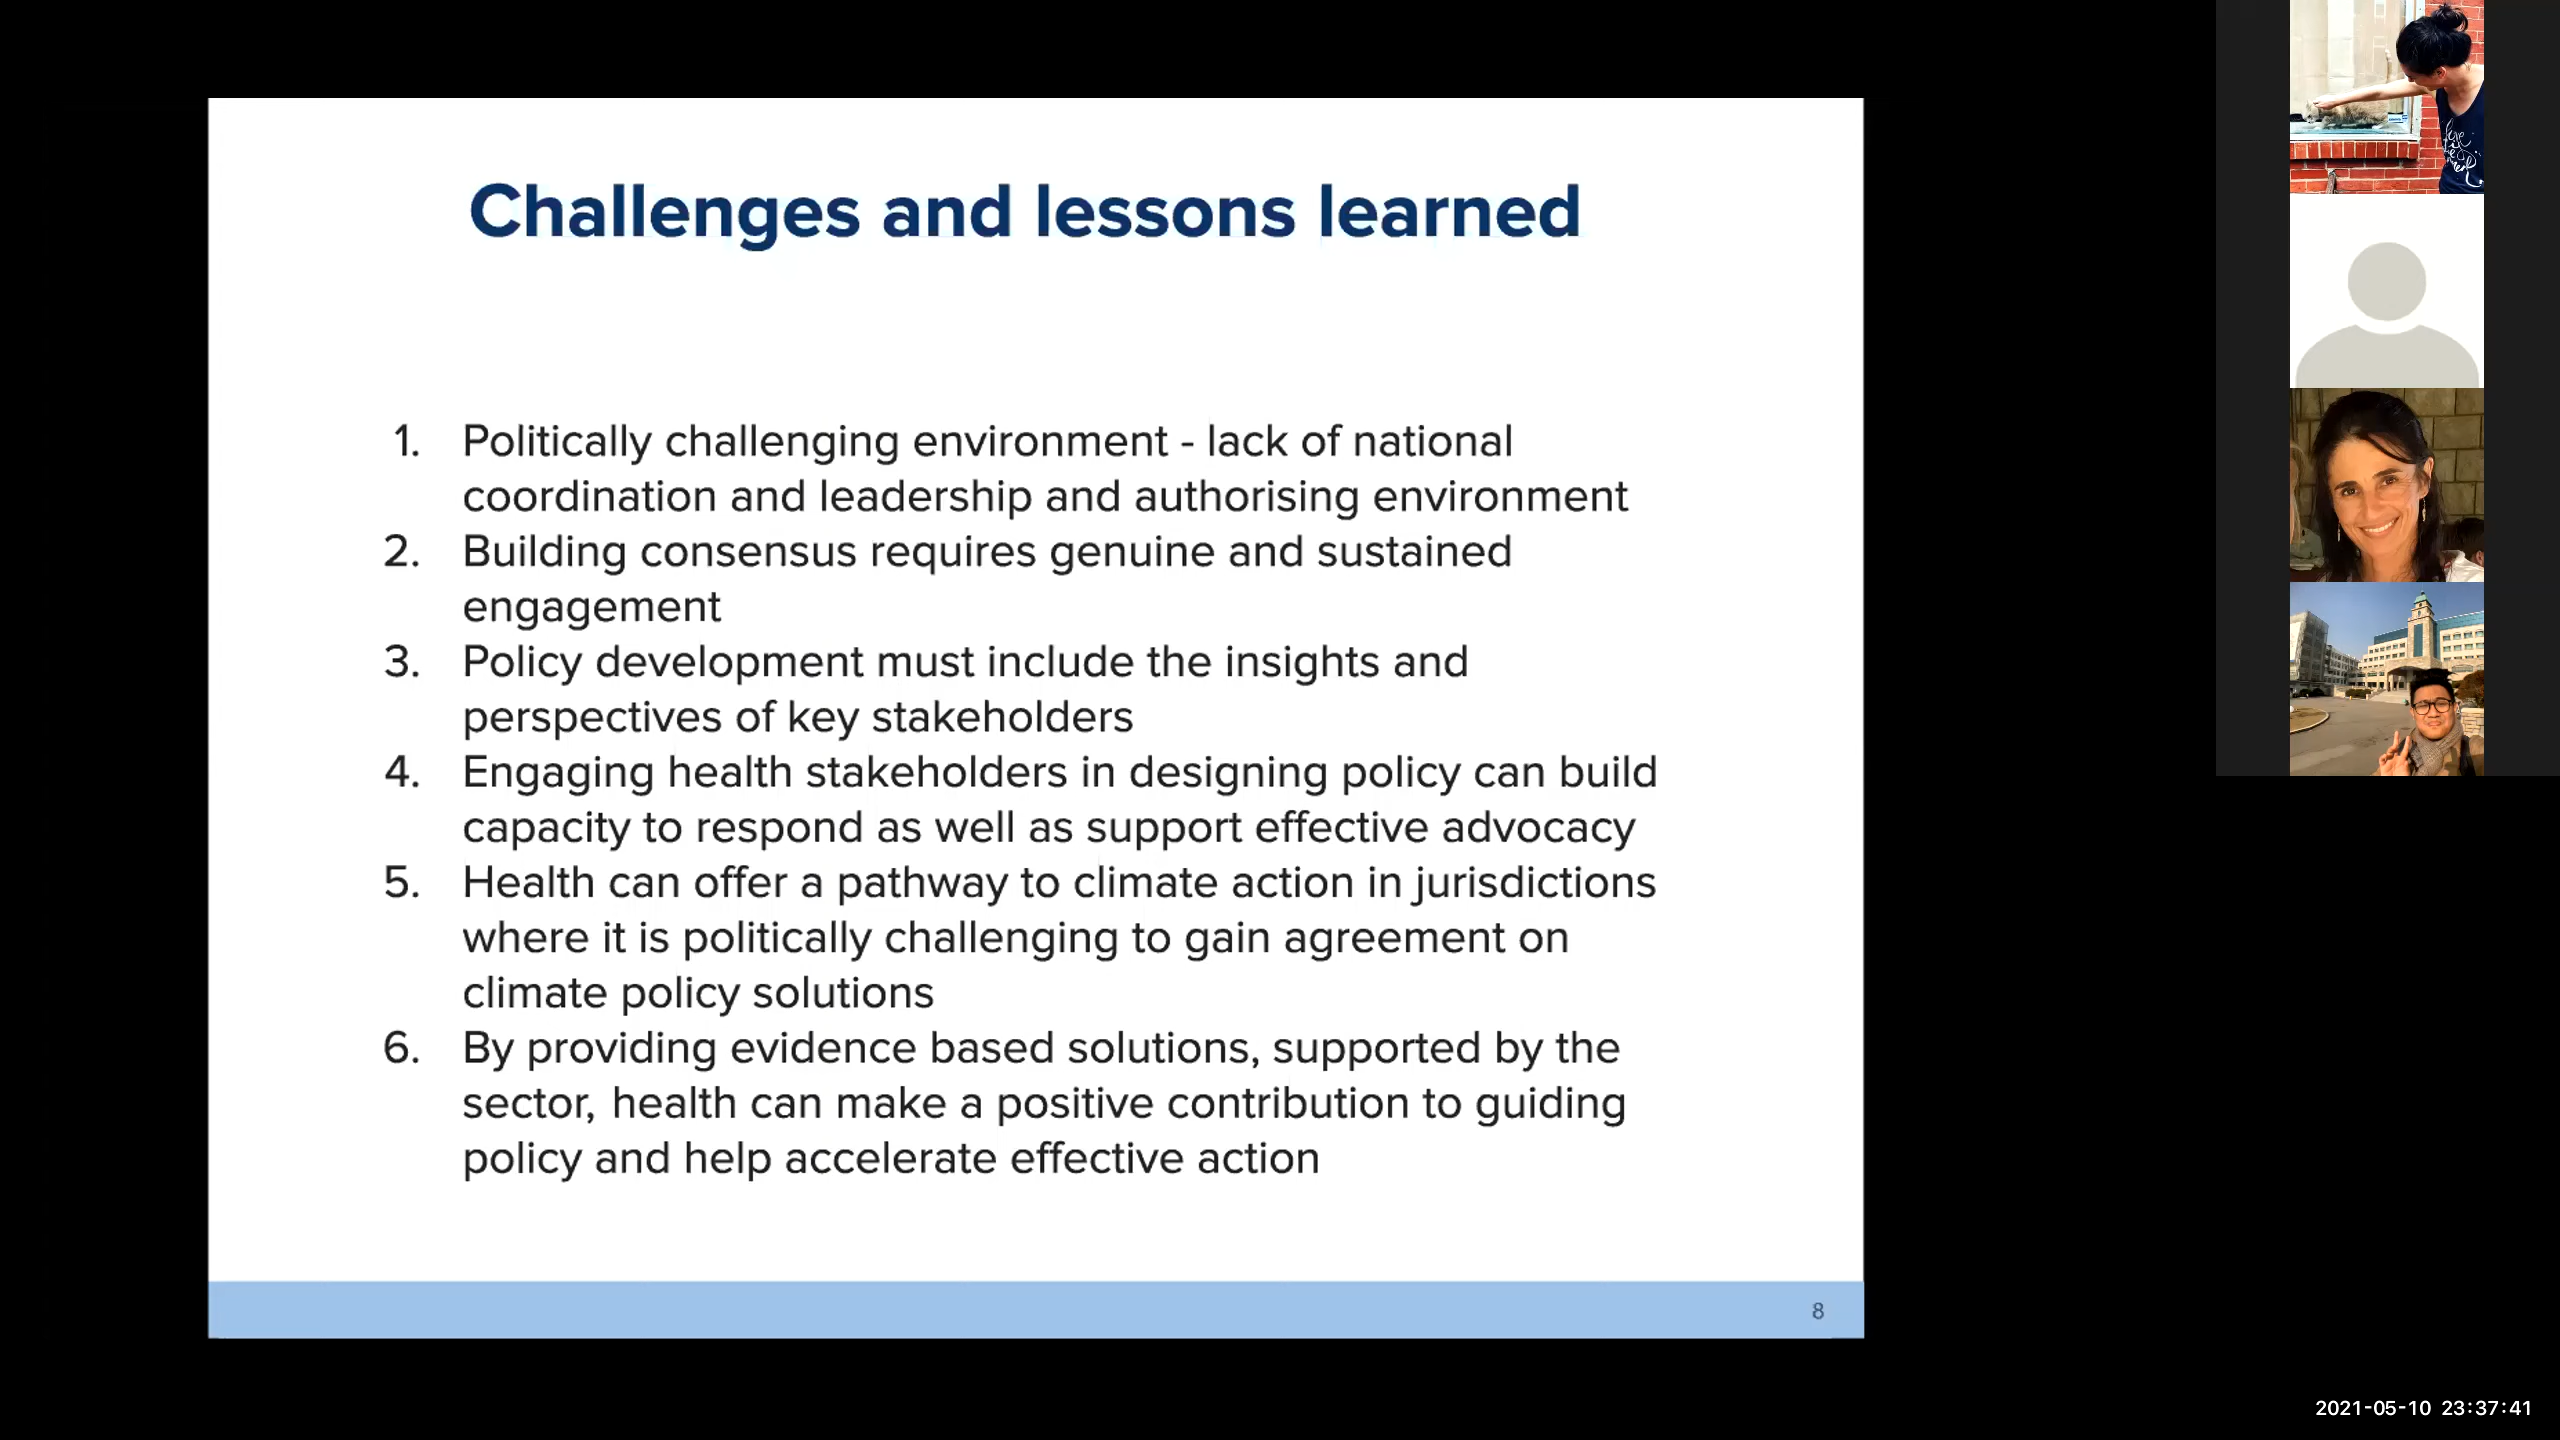 Challenges and lessons learned
1. Politically challenging environment - lack of national
coordination and leadership and authorising environment
2. Building consensus requires genuine and sustained
engagement
3. Policy development must include the insights and
perspectives of key stakeholders
4. Engaging health stakeholders in designing policy can build
capacity to respond as well as support effective advocacy
5. Health can offer a pathway to climate action in jurisdictions
where it is politically challenging to gain agreement on
climate policy solutions
6. By providing evidence based solutions, supported by the
sector, health can make a positive contribution to guiding
policy and help accelerate effective action
8
2021-05-10 23:37:41